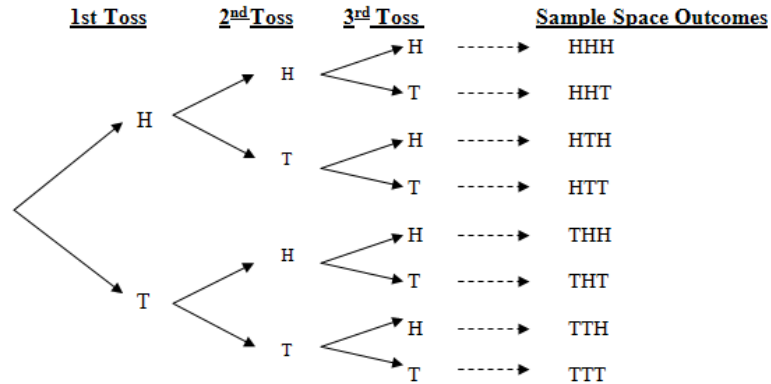 1st Toss 2nd Toss 3rd Toss Sample Space Outcomes
H HHH
H
T HHT
H
H HTH
T
T HTT
H THH
H
T THT
T
H TTH
T
T TTT